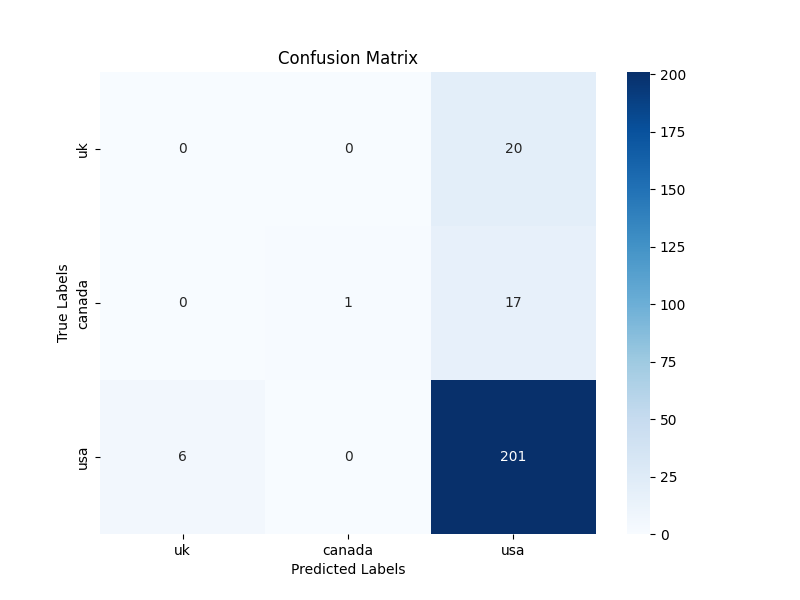 Confusion Matrix
uk 0 0 20
canada 0 1 17
usa 6 0 201
uk canada usa
Predicted Labels
True Labels
200
175
150
125
100
75
50
25
0